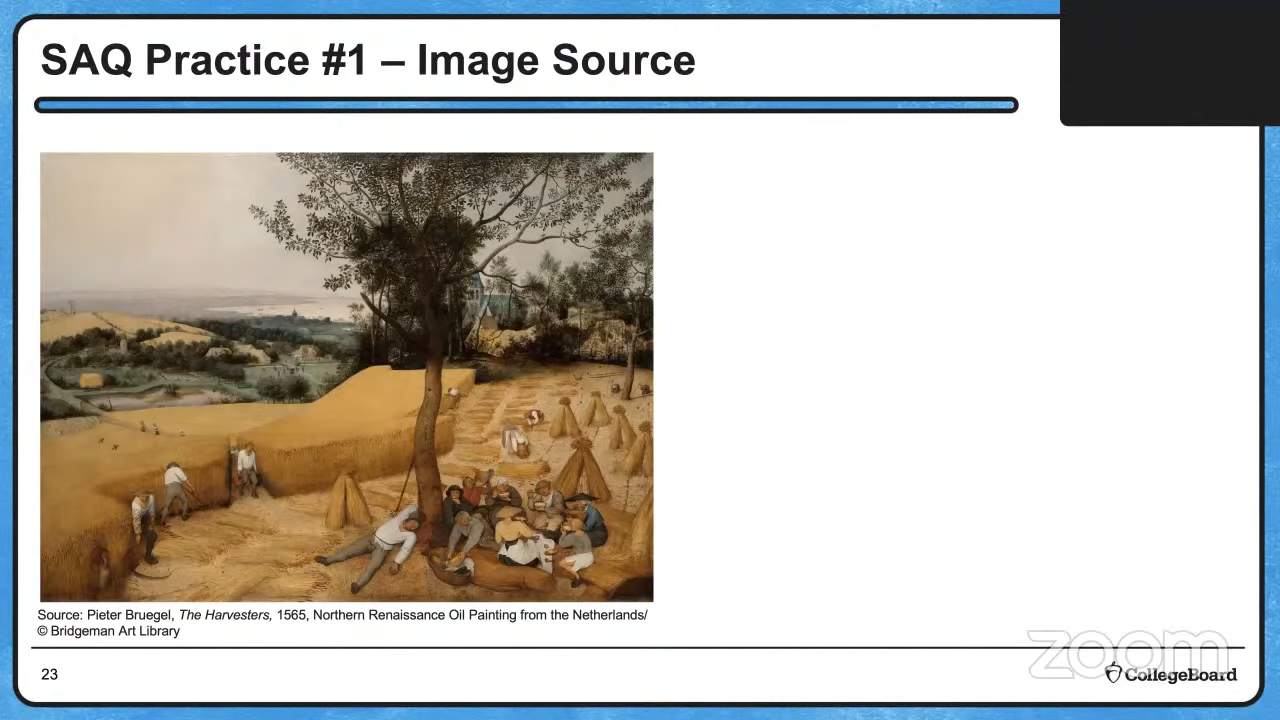 SAQ Practice #1 – Image Source
Source: Pieter Bruegel, The Harvesters, 1565, Northern Renaissance Oil Painting from the Netherlands/
© Bridgeman Art Library
zoom
23
CollegeBoard